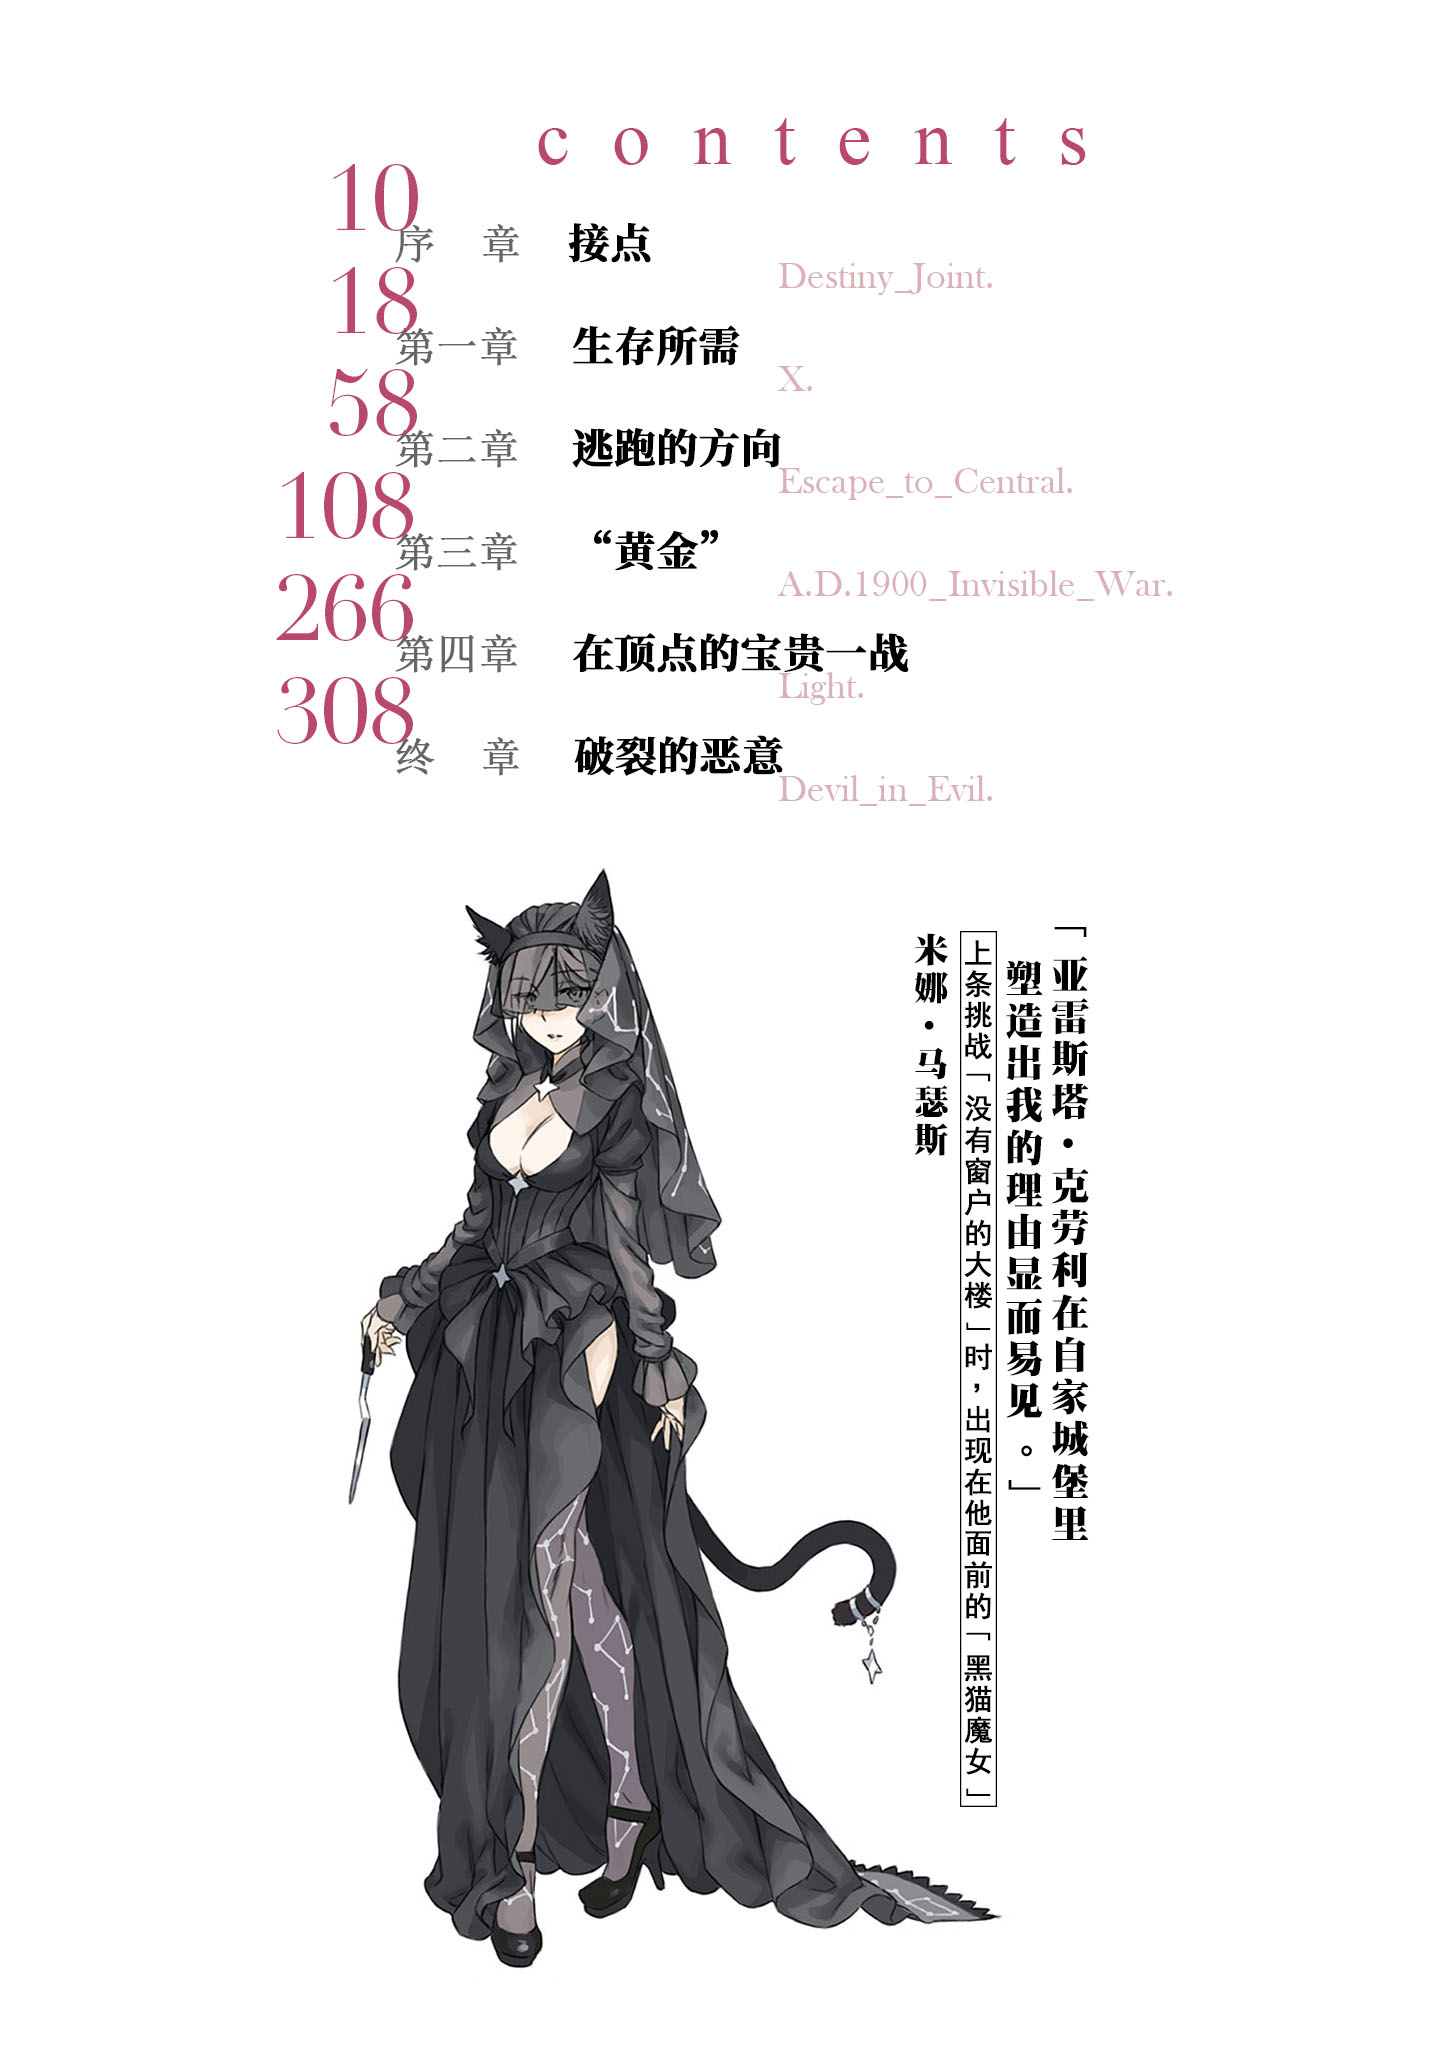 contents
10
序　章　接点
Destiny_Joint.
18
第一章　生存所需
X.
58
第二章　逃跑的方向
Escape_to_Central.
108
第三章　“黄金”
A.D.1900_Invisible_War.
266
第四章　在顶点的宝贵一战
Light.
308
终　章　破裂的恶意
Devil_in_Evil.
「亚雷斯塔·克劳利在自家城堡里
塑造出我的理由显而易见。」
上条挑战「没有窗户的大楼」时，出现在他面前的「黑猫魔女」
米娜·马瑟斯